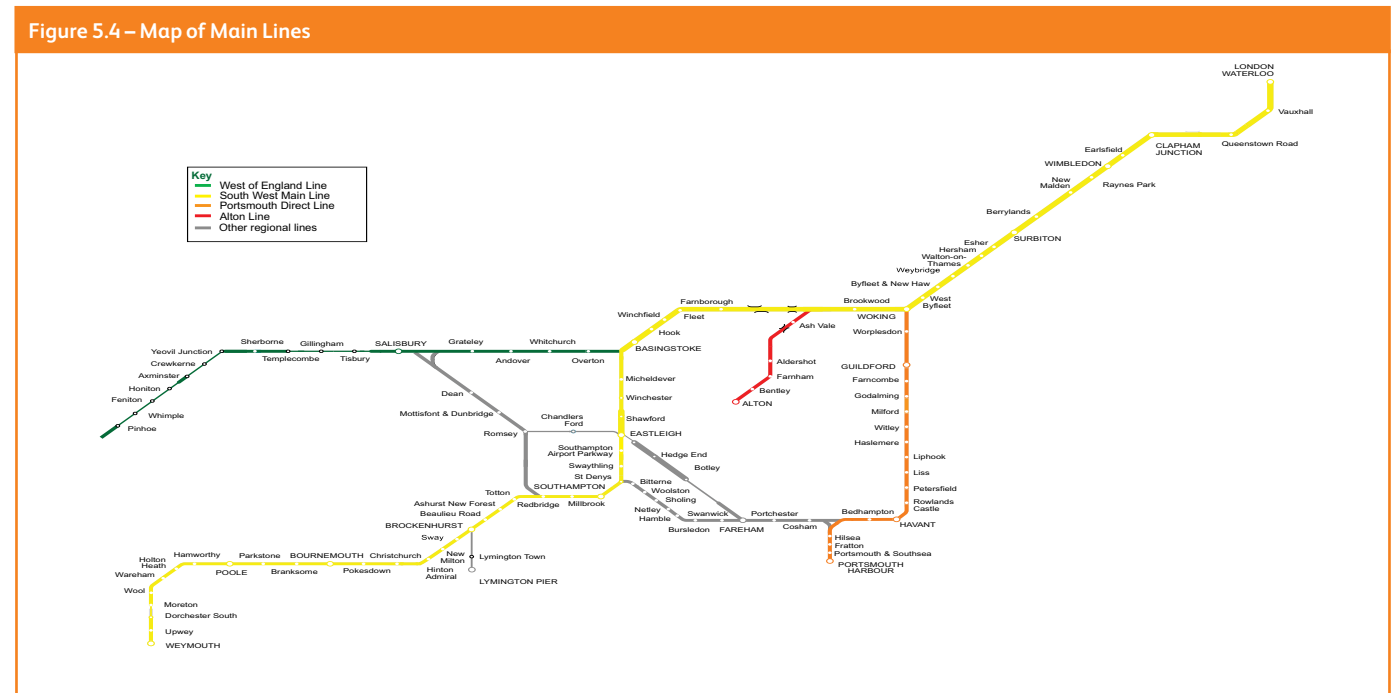 Figure 5.4 – Map of Main Lines
LONDON
WATERLOO
Vauxhall
Queenstown Road
CLAPHAM
JUNCTION
Earlsfield
WIMBLEDON
Raynes Park
New
Malden
Berrylands
SURBITON
Esher
Hersham
Walton-on-
Thames
Weybridge
Byfleet & New Haw
West
Byfleet
Key
West of England Line
South West Main Line
Portsmouth Direct Line
Alton Line
Other regional lines
WOKING
Brookwood
Farnborough
Fleet
Winchfield
Hook
BASINGSTOKE
Ash Vale
Aldershot
Farnham
Bentley
ALTON
Worplesdon
GUILDFORD
Farncombe
Godalming
Milford
Witley
Haslemere
Liphook
Liss
Petersfield
Rowlands
Castle
HAVANT
Bedhampton
Hilsea
Fratton
Portsmouth & Southsea
PORTSMOUTH
HARBOUR
Overton
Whitchurch
Andover
Grateley
SALISBURY
Tisbury
Gillingham
Templecombe
Sherborne
Yeovil Junction
Crewkerne
Axminster
Honiton
Feniton
Whimple
Pinhoe
Dean
Mottisfont & Dunbridge
Romsey
Chandlers
Ford
Micheldever
Winchester
Shawford
EASTLEIGH
Southampton
Airport Parkway
Swaythling
St Denys
SOUTHAMPTON
Millbrook
Redbridge
Totton
Ashurst New Forest
Beaulieu Road
BROCKENHURST
Sway
New
Milton
Hinton
Admiral
Lymington Town
LYMINGTON PIER
Hedge End
Botley
Bitterne
Woolston
Sholing
Netley
Hamble
Bursledon
Swanwick
FAREHAM
Portchester
Cosham
Christchurch
Pokesdown
BOURNEMOUTH
Branksome
Parkstone
POOLE
Hamworthy
Holton
Heath
Wareham
Wool
Moreton
Dorchester South
Upwey
WEYMOUTH